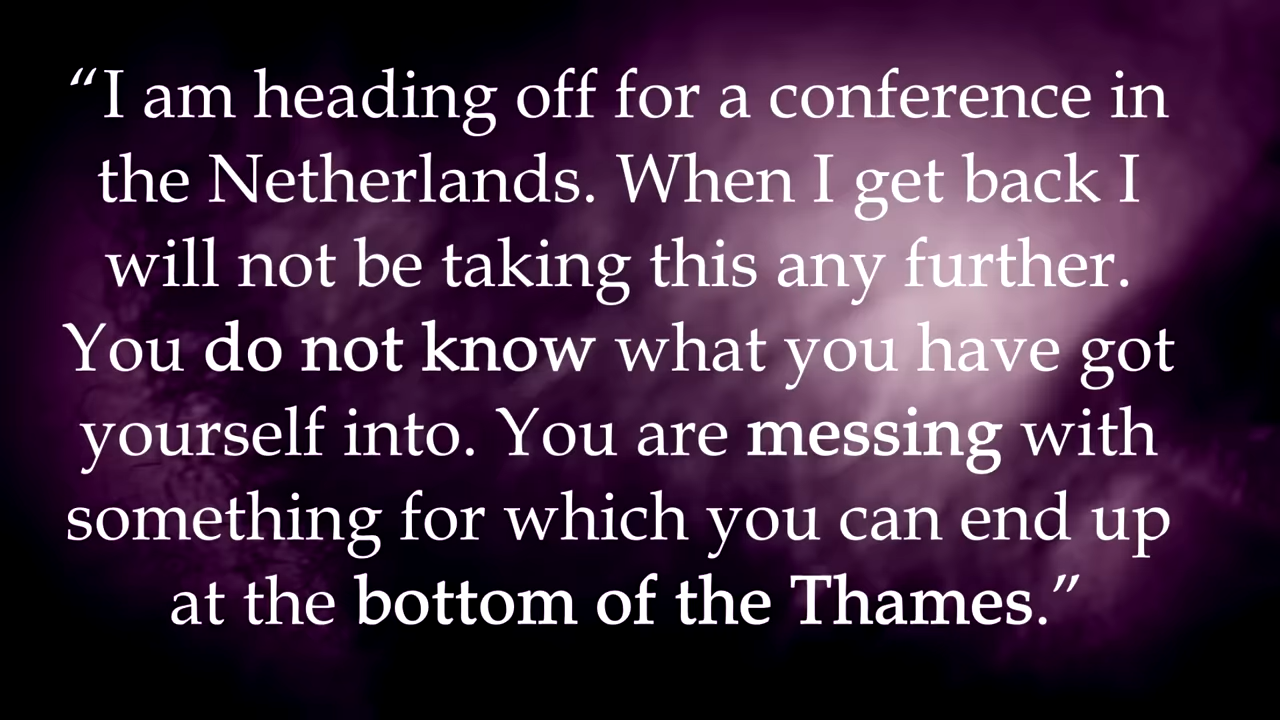 “I am heading off for a conference in
the Netherlands. When I get back I
will not be taking this any further.
You do not know what you have got
yourself into. You are messing with
something for which you can end up
at the bottom of the Thames.”